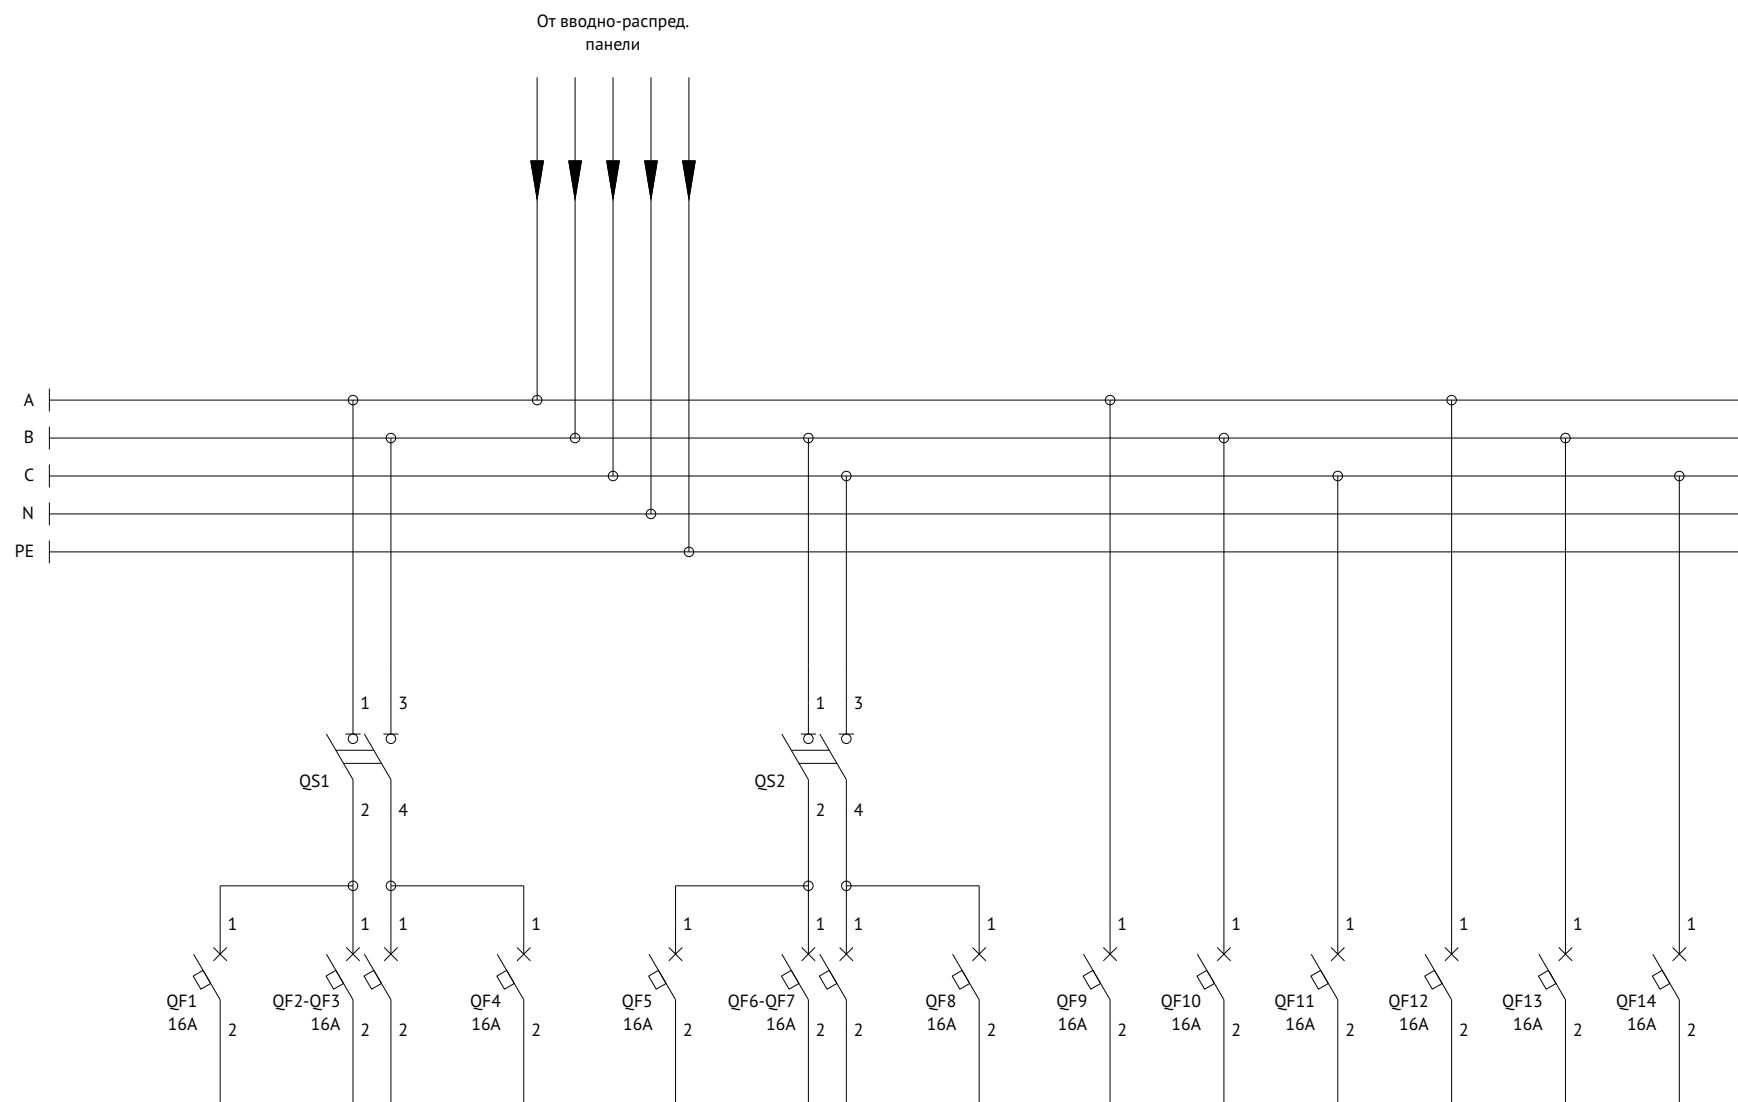 От вводно-распред.
панели
A
B
C
N
PE
1 3 1 3
QS1 QS2
2 4 2 4
1 1 1 1 1 1 1 1 1 1 1 1 1 1
QF1 QF2-QF3 QF4 QF5 QF6-QF7 QF8 QF9 QF10 QF11 QF12 QF13 QF14
16A 16A 16A 16A 16A 16A 16A 16A 16A 16A 16A 16A
2 2 2 2 2 2 2 2 2 2 2 2 2 2